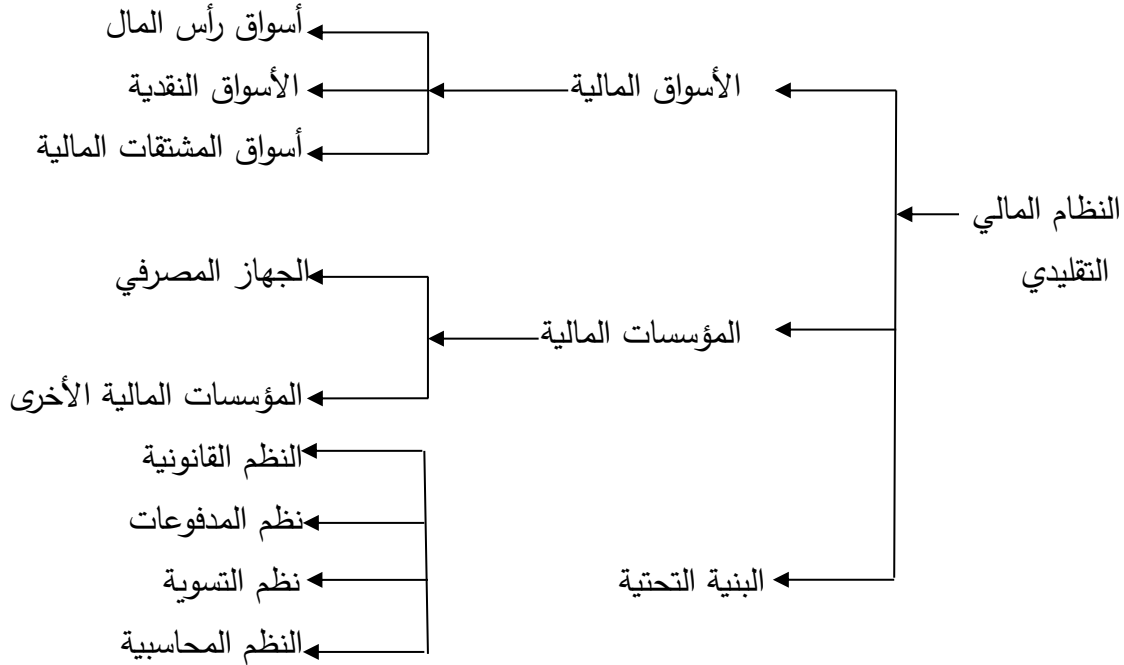 النظام المالي
التقليدي
الأسواق المالية
أسواق رأس المال
الأسواق النقدية
أسواق المشتقات المالية
المؤسسات المالية
الجهاز المصرفي
المؤسسات المالية الأخرى
البنية التحتية
النظم القانونية
نظم المدفوعات
نظم التسوية
النظم المحاسبية